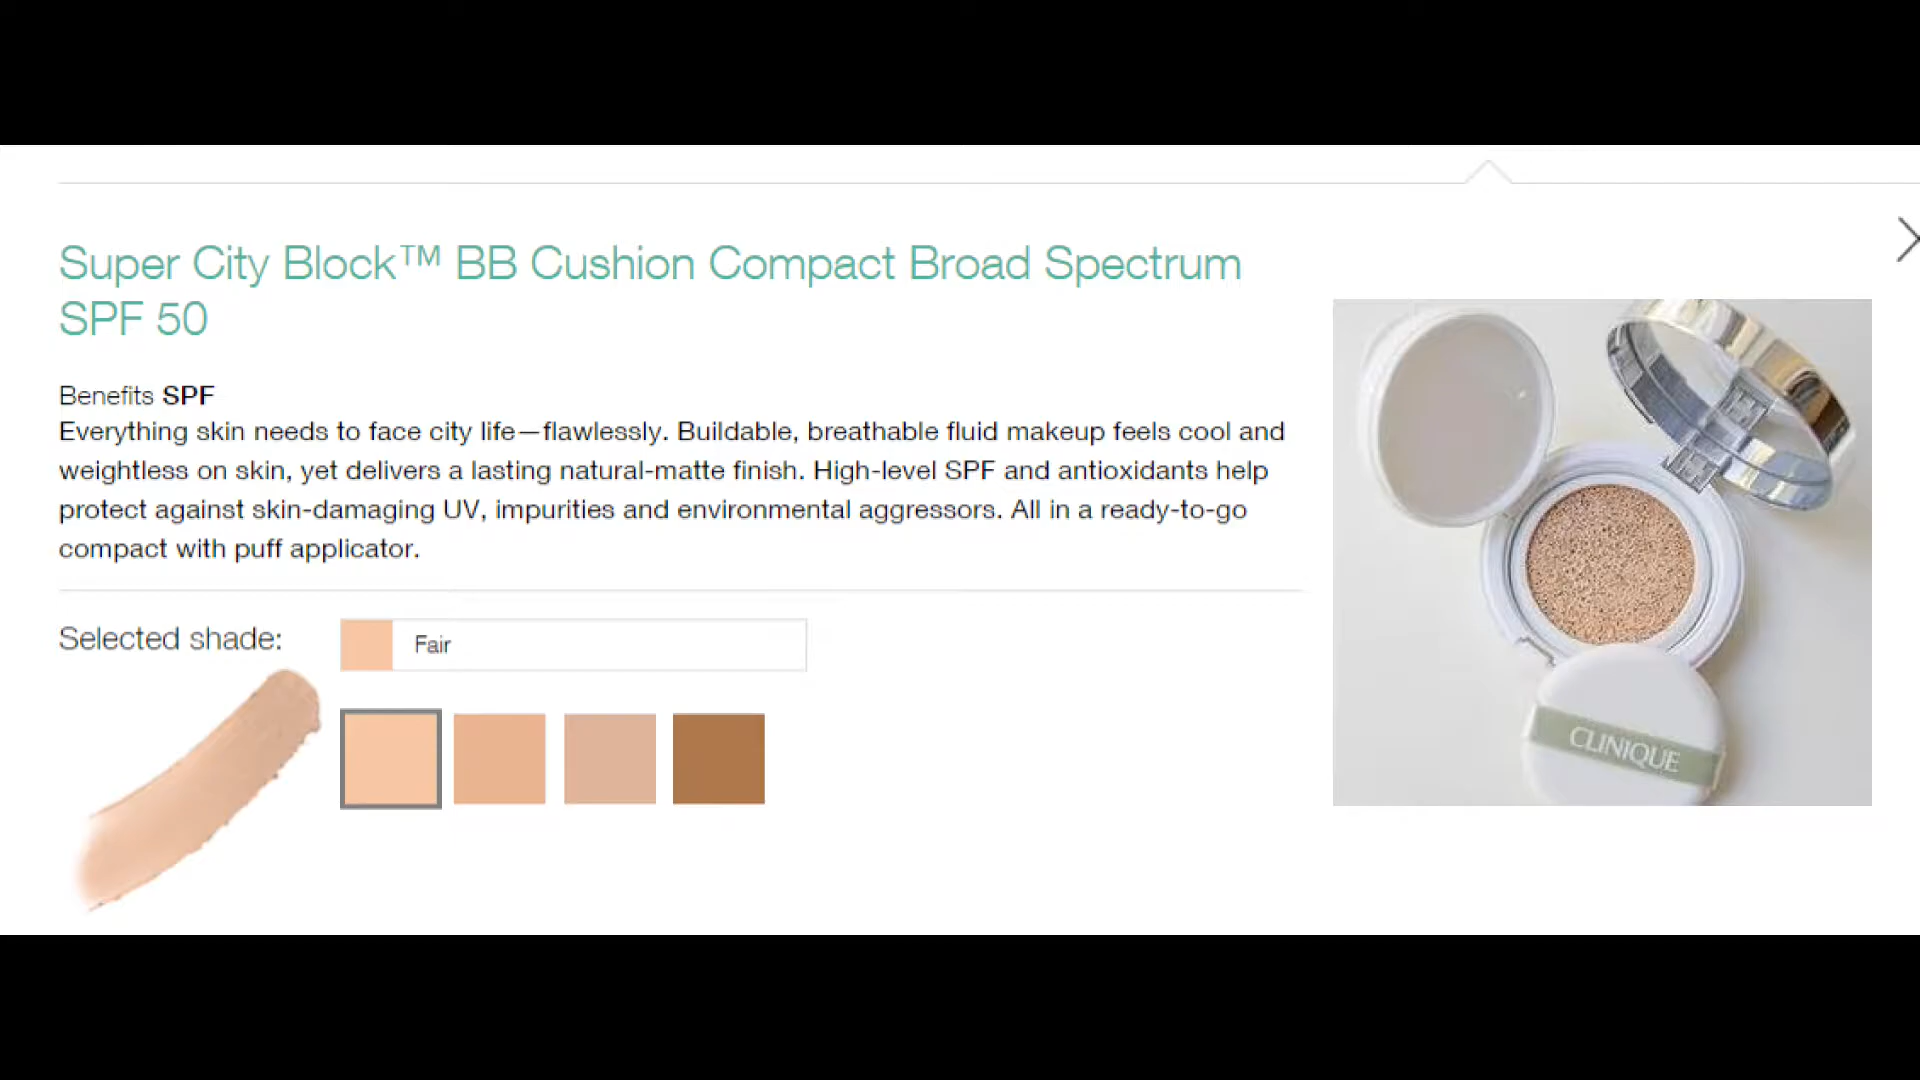 Super City Block™ BB Cushion Compact Broad Spectrum
SPF 50
Benefits SPF
Everything skin needs to face city life—flawlessly. Buildable, breathable fluid makeup feels cool and
weightless on skin, yet delivers a lasting natural-matte finish. High-level SPF and antioxidants help
protect against skin-damaging UV, impurities and environmental aggressors. All in a ready-to-go
compact with puff applicator.
Selected shade:
Fair
CLINIQUE